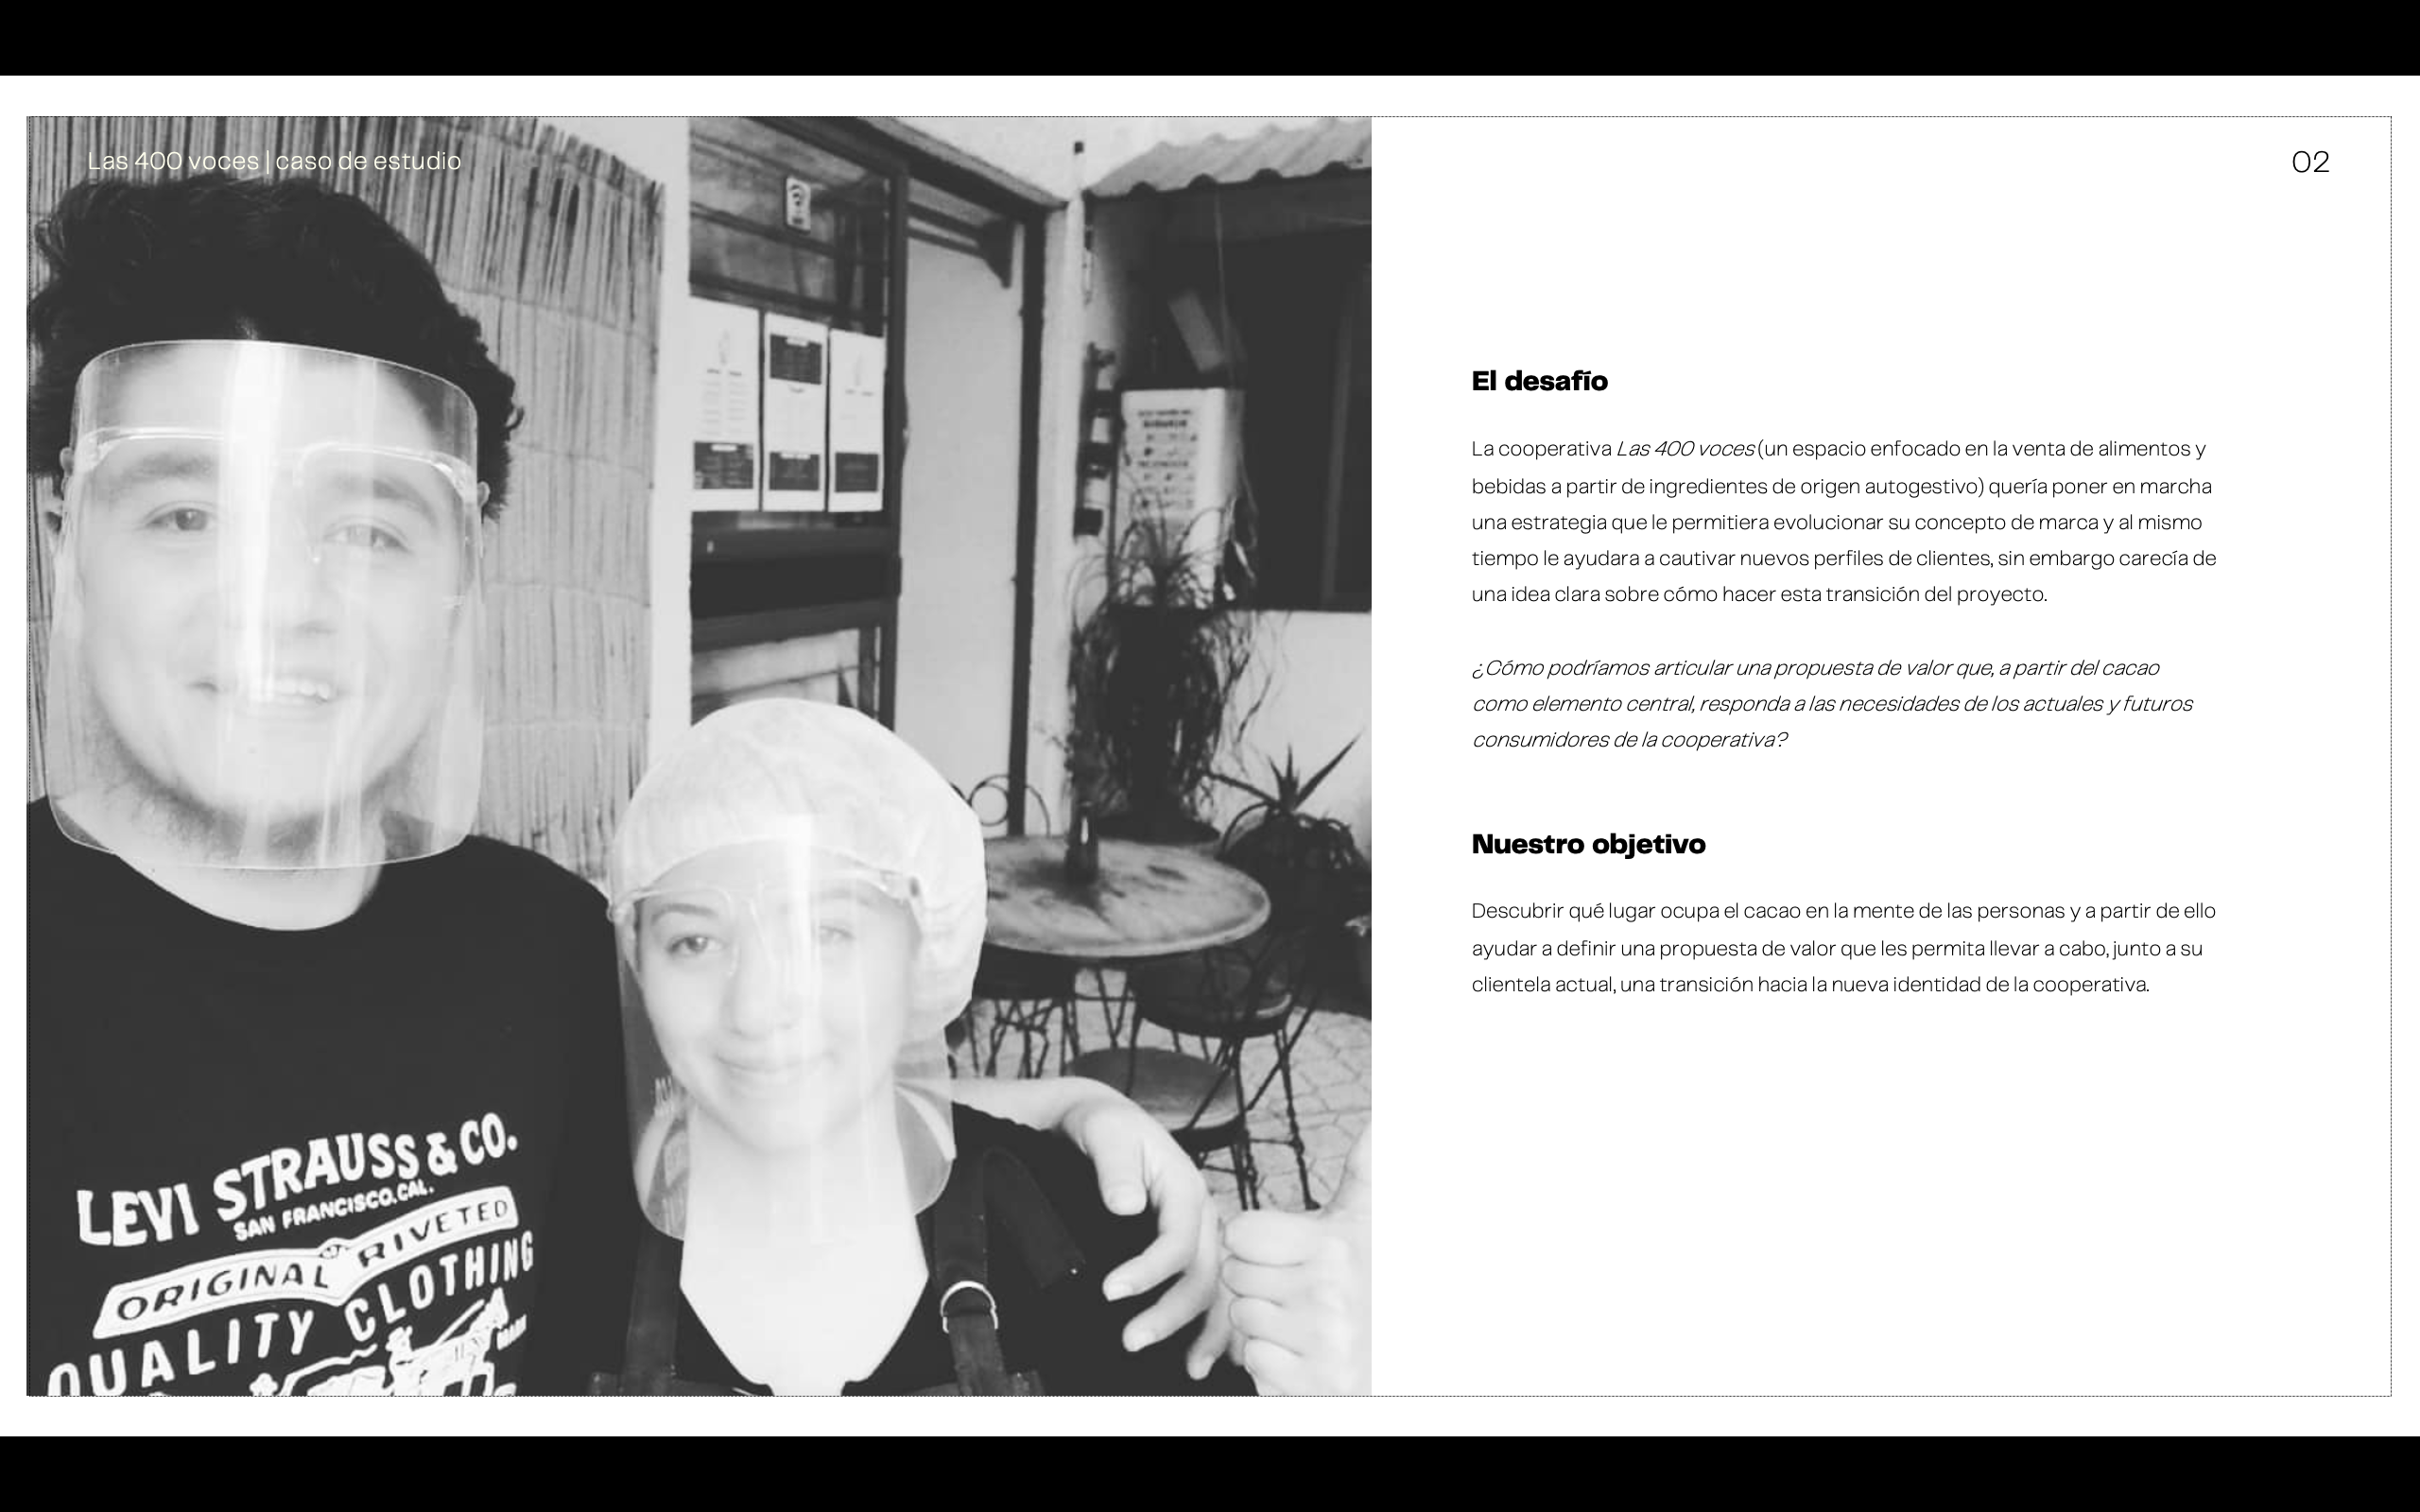 Las 400 voces | caso de estudio
02
El desafío
La cooperativa Las 400 voces (un espacio enfocado en la venta de alimentos y
bebidas a partir de ingredientes de origen autogestivo) quería poner en marcha
una estrategia que le permitiera evolucionar su concepto de marca y al mismo
tiempo le ayudara a cautivar nuevos perfiles de clientes, sin embargo carecía de
una idea clara sobre cómo hacer esta transición del proyecto.
¿Cómo podríamos articular una propuesta de valor que, a partir del cacao
como elemento central, responda a las necesidades de los actuales y futuros
consumidores de la cooperativa?
Nuestro objetivo
Descubrir qué lugar ocupa el cacao en la mente de las personas y a partir de ello
ayudar a definir una propuesta de valor que les permita llevar a cabo, junto a su
clientela actual, una transición hacia la nueva identidad de la cooperativa.
LEVI STRAUSS & CO.
SAN FRANCISCO.CAL.
ORIGINAL RIVETED
QUALITY CLOTHING